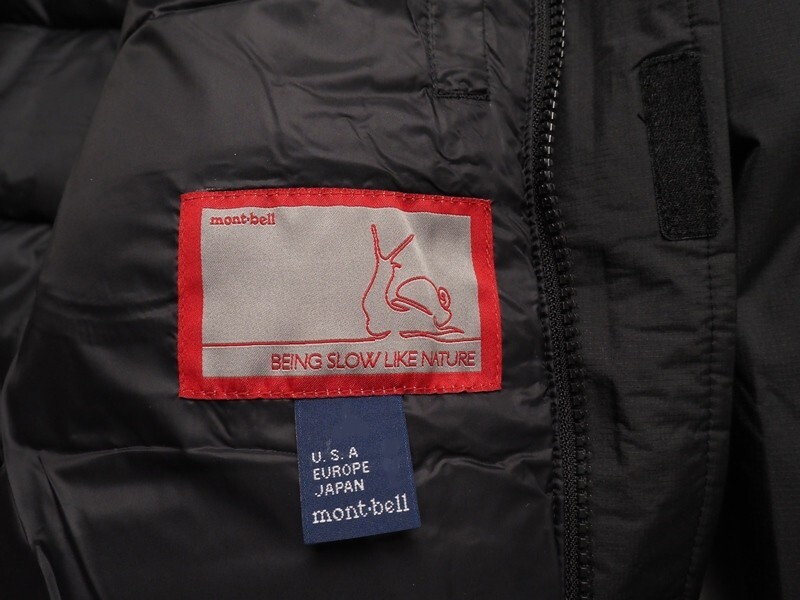 mont-bell
BEING SLOW LIKE NATURE
U.S.A
EUROPE
JAPAN
mont-bell